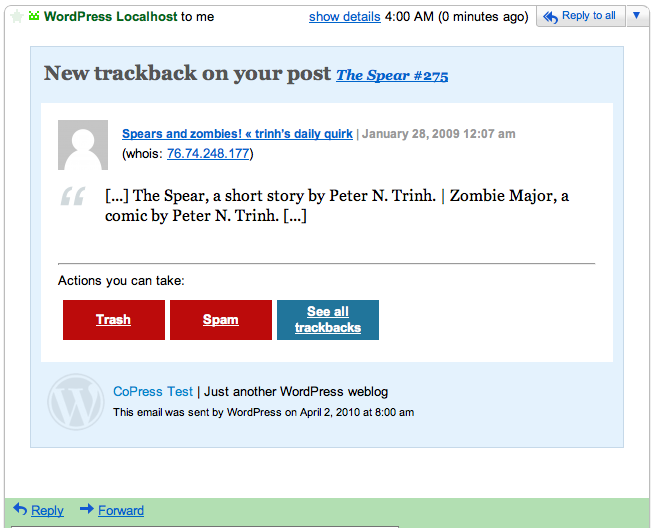 WordPress Localhost to me show details 4:00 AM (0 minutes ago) Reply to all
New trackback on your post The Spear #275
Spears and zombies! « trinh's daily quirk | January 28, 2009 12:07 am
(whois: 76.74.248.177)
“ [...] The Spear, a short story by Peter N. Trinh. | Zombie Major, a
comic by Peter N. Trinh. [...]
Actions you can take:
Trash Spam See all
trackbacks
CoPress Test | Just another WordPress weblog
This email was sent by WordPress on April 2, 2010 at 8:00 am
Reply Forward